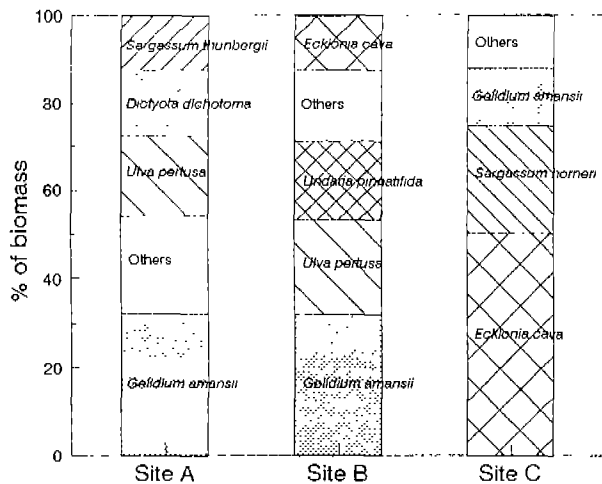 % of biomass
100
80
60
40
20
0
Sargassum thunbergii
Dictyota dichotoma
Ulva pertusa
Others
Gelidium amansii
Site A
Ecklonia cava
Others
Undaria pinnatifida
Ulva pertusa
Gelidium amansii
Site B
Others
Gelidium amansii
Sargassum horneri
Ecklonia cava
Site C